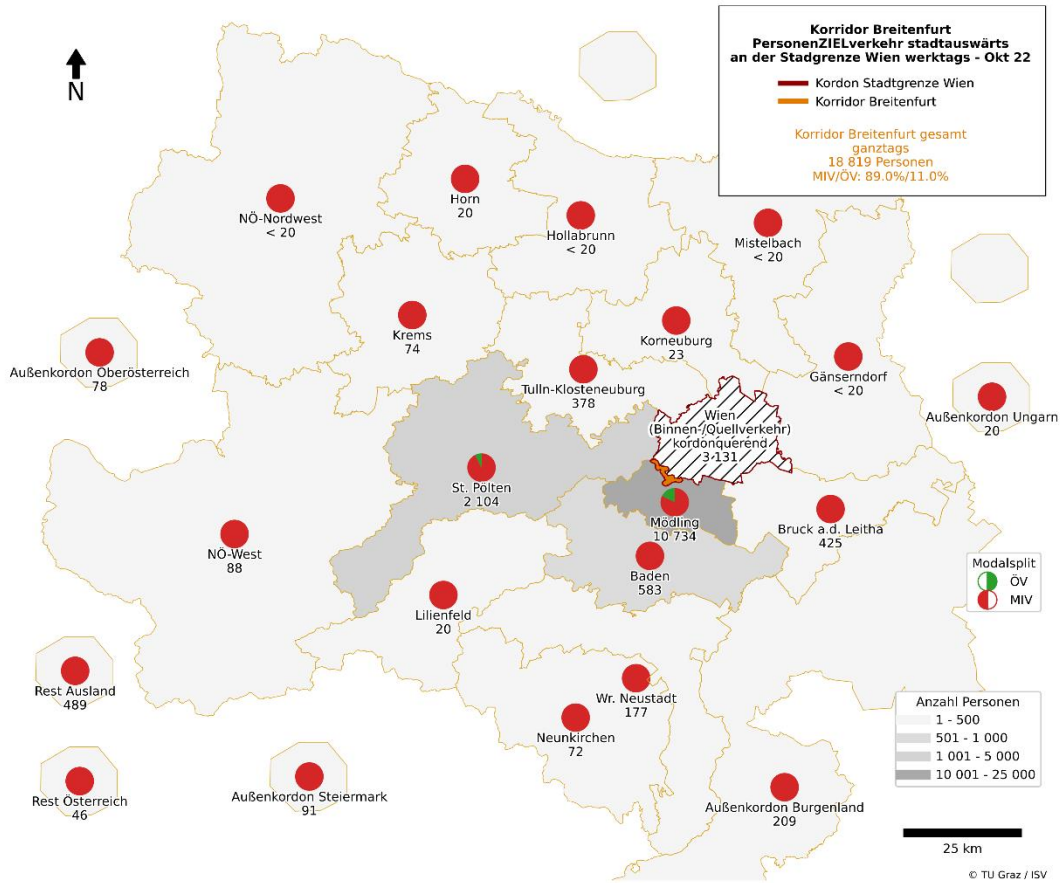 Korridor Breitenfurt
PersonenZIELverkehr stadtauswärts
an der Stadgrenze Wien werktags - Okt 22
Kordon Stadtgrenze Wien
Korridor Breitenfurt
Korridor Breitenfurt gesamt
ganztags
18 819 Personen
MIV/ÖV: 89.0%/11.0%
N
NÖ-Nordwest
< 20
Horn
20
Hollabrunn
< 20
Mistelbach
< 20
Krems
74
Korneuburg
23
Außenkordon Oberösterreich
78
Tulln-Klosteneuburg
378
Gänserndorf
< 20
Außenkordon Ungarn
20
Wien
(Binnen-/Quellverkehr)
kordonquerend
3 131
St. Pölten
2 104
Mödling
10 734
Bruck a.d. Leitha
425
NÖ-West
88
Baden
583
Modalsplit
ÖV
MIV
Lilienfeld
20
Rest Ausland
489
Wr. Neustadt
177
Neunkirchen
72
Anzahl Personen
1 - 500
501 - 1 000
1 001 - 5 000
10 001 - 25 000
Rest Österreich
46
Außenkordon Steiermark
91
Außenkordon Burgenland
209
25 km
© TU Graz / ISV